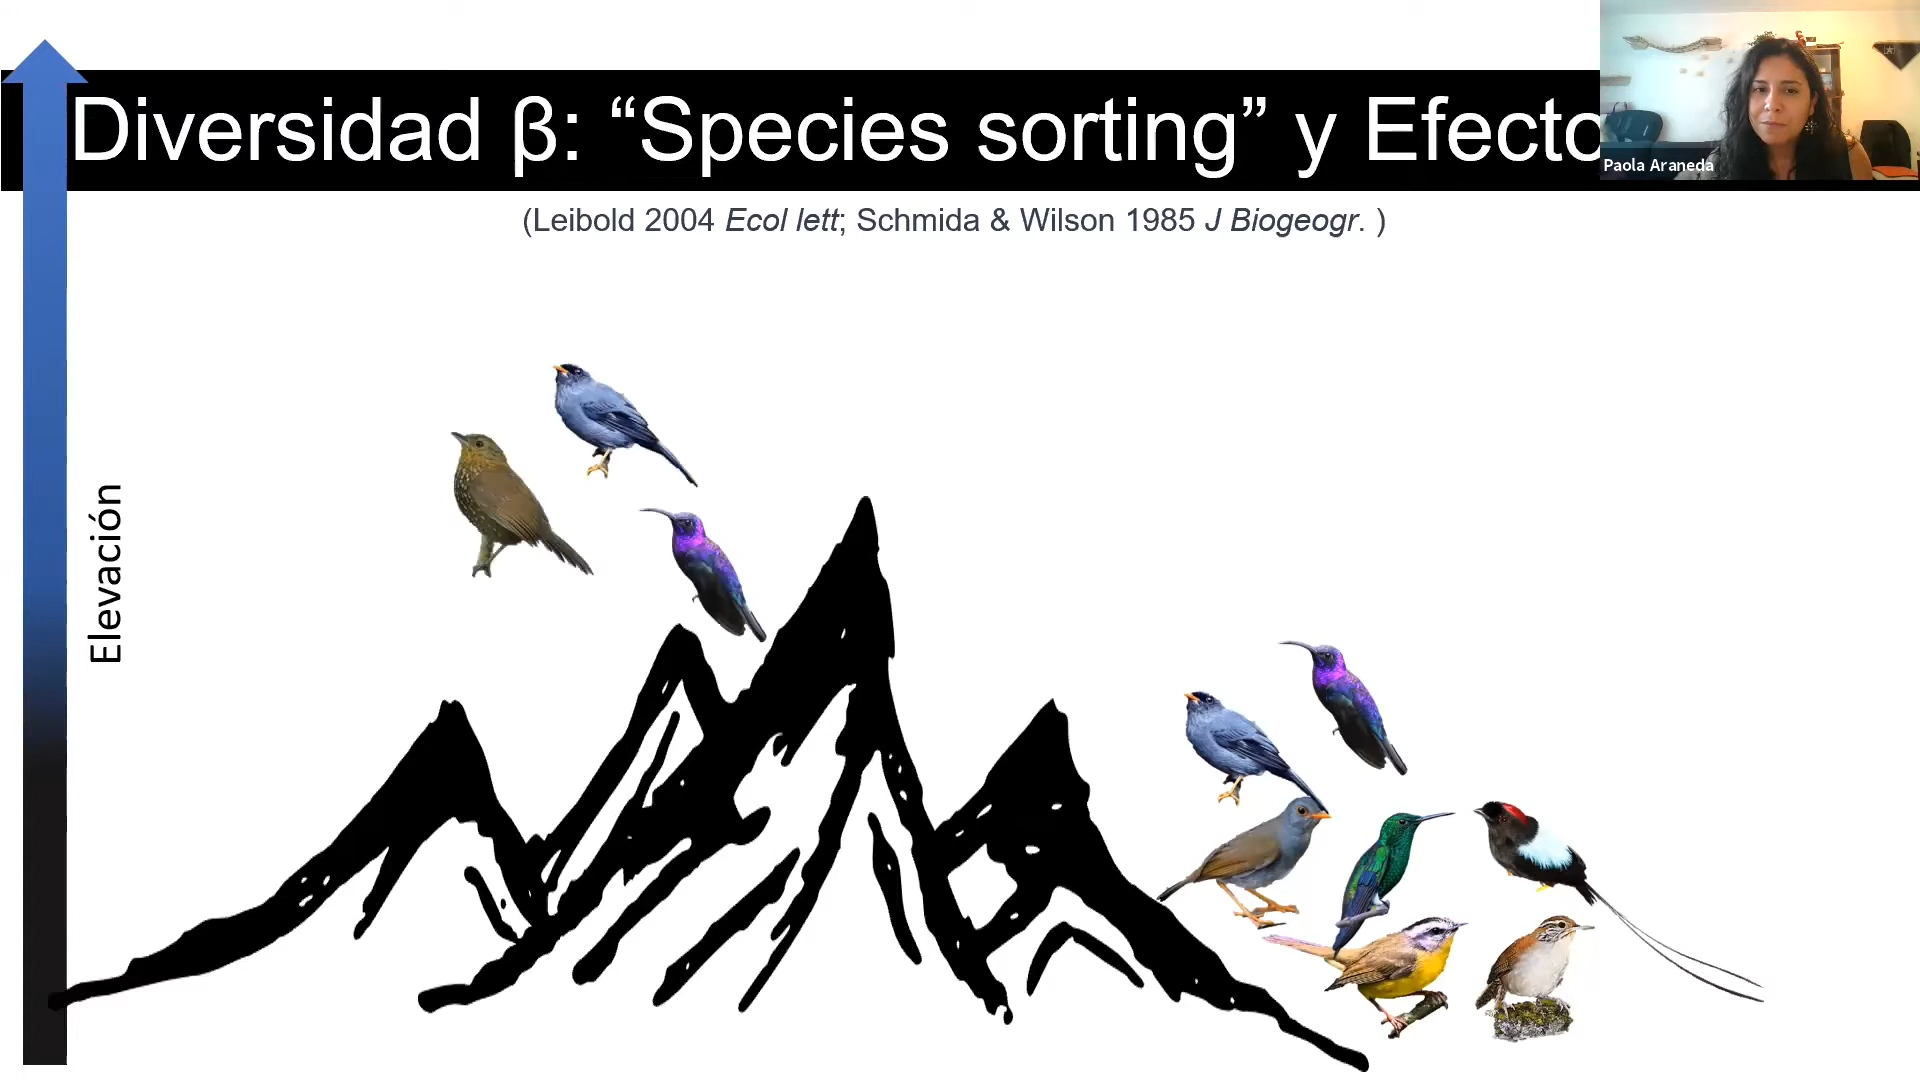 Diversidad β: “Species sorting” y Efecto
Paola Araneda
(Leibold 2004 Ecol lett; Schmida & Wilson 1985 J Biogeogr. )
Elevación